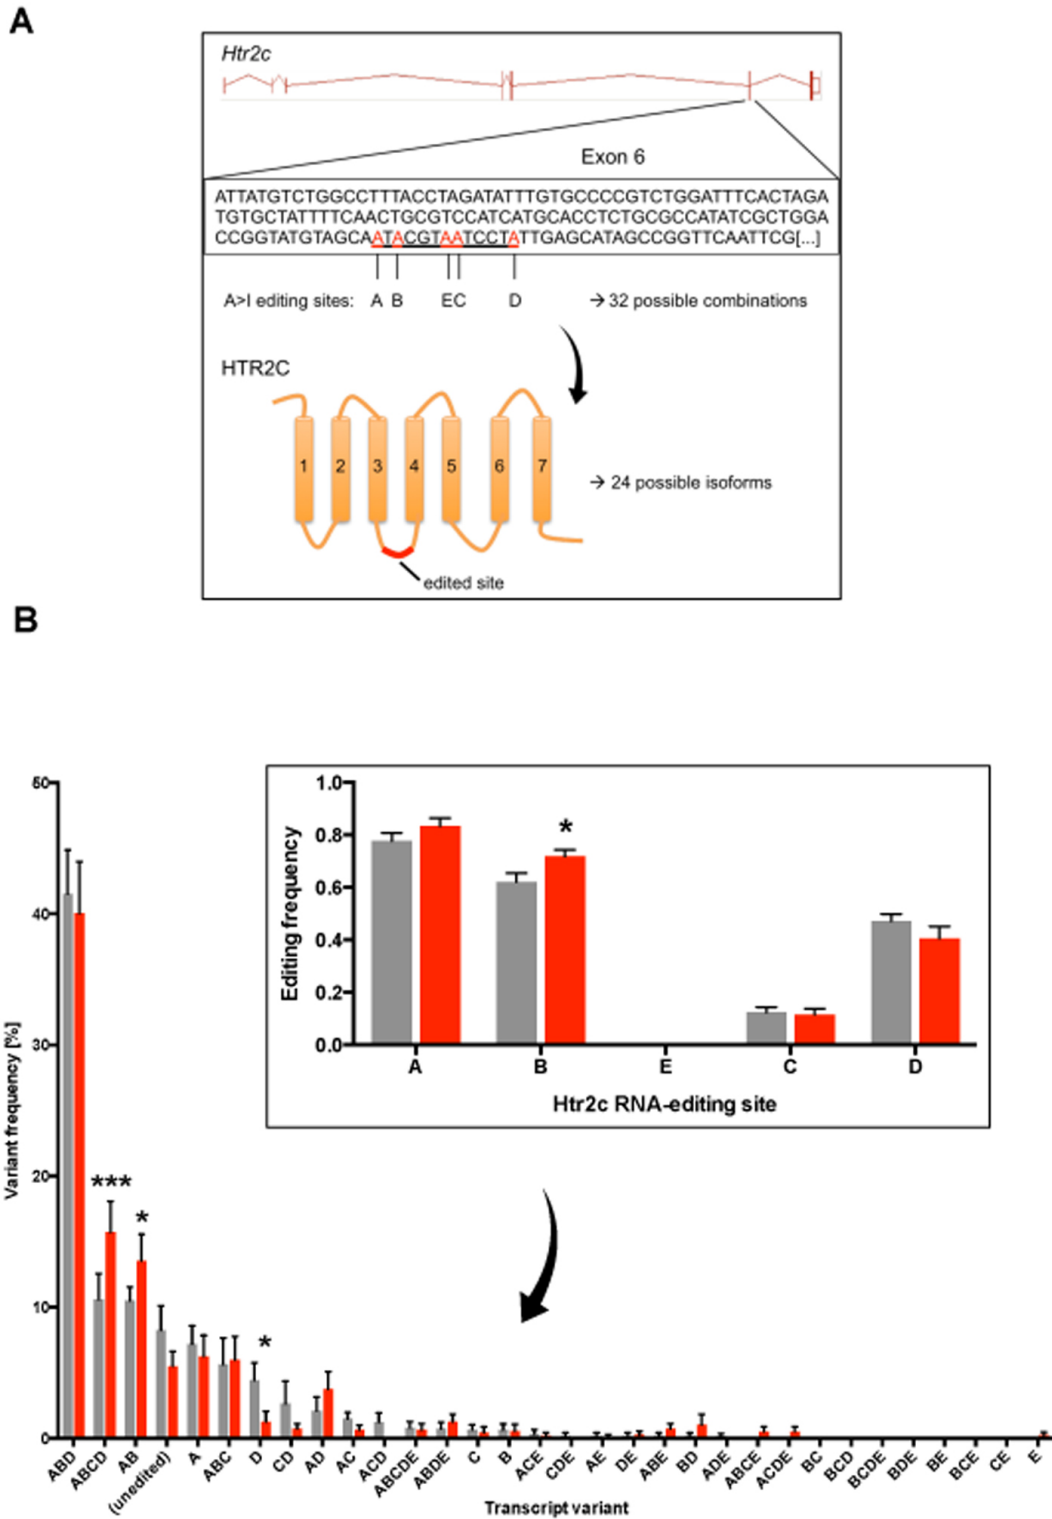 A
Htr2c
Exon 6
ATTATGTCTGGCCTTTACCTAGATATTTGTGCCCCGTCTGGATTTCACTAGA
TGTGCTATTTTCAACTGCGTCCATCATGCACCTCTGCGCCATATCGCTGGA
CCGGTATGTAGCAATACGTAATCCTATTGAGCATAGCCGGTTCAATTCG[...]
A>I editing sites: A B EC D → 32 possible combinations
HTR2C
1 2 3 4 5 6 7
→ 24 possible isoforms
edited site
B
Variant frequency [%]
50
40
30
20
10
0
*** * *
ABD ABCD AB (unedited) A ABC D CD AD AC ACD ABCDE ABDE C B ACE CDE AE DE ABE BD ADE ABCE ACDE BC BCD BCDE BDE BE BCE CE E
Transcript variant
Editing frequency
1.0
0.8
0.6
0.4
0.2
0.0
*
A B E C D
Htr2c RNA-editing site